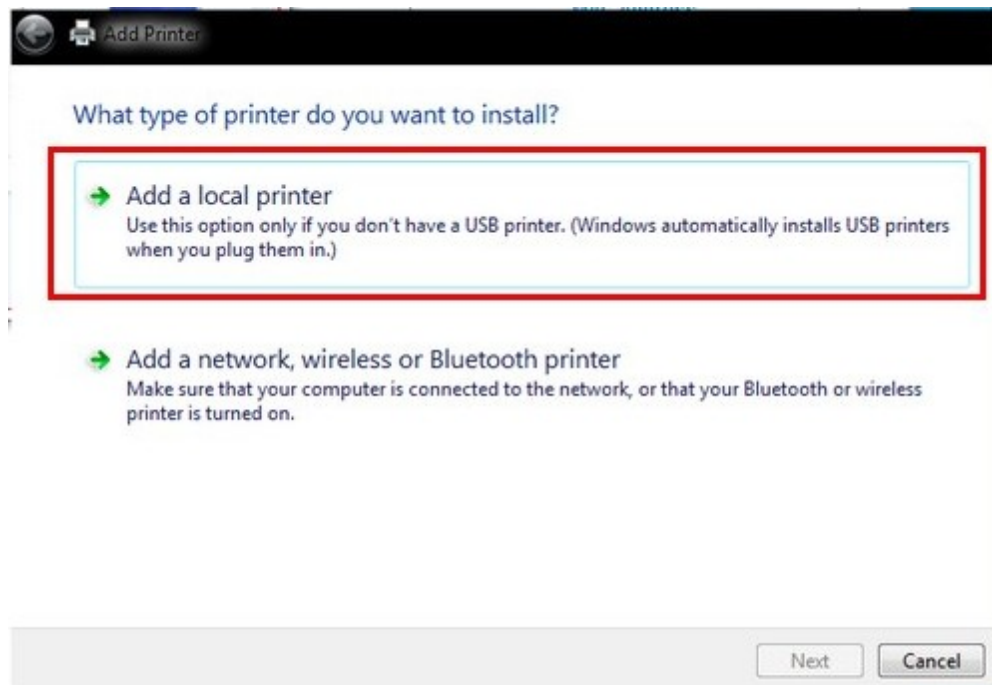 Add Printer
What type of printer do you want to install?
Add a local printer
Use this option only if you don't have a USB printer. (Windows automatically installs USB printers
when you plug them in.)
Add a network, wireless or Bluetooth printer
Make sure that your computer is connected to the network, or that your Bluetooth or wireless
printer is turned on.
Next
Cancel